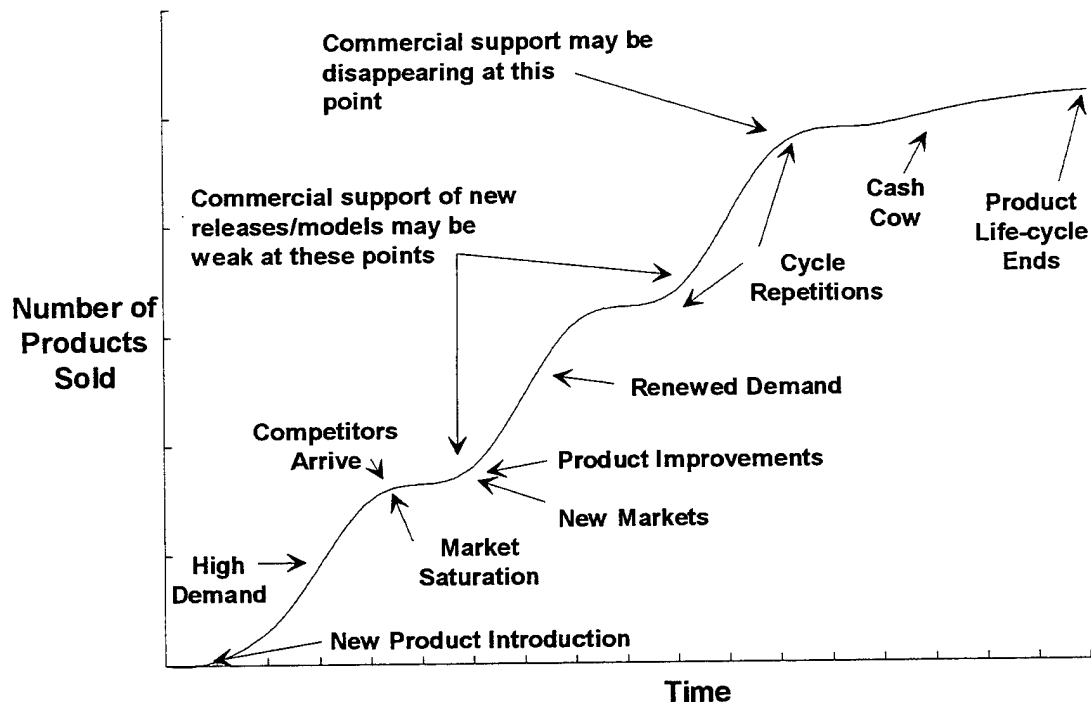 Commercial support may be
disappearing at this
point
Commercial support of new
releases/models may be
weak at these points
Cash
Cow
Product
Life-cycle
Ends
Cycle
Repetitions
Number of
Products
Sold
Renewed Demand
Competitors
Arrive
Product Improvements
New Markets
Market
Saturation
High
Demand
New Product Introduction
Time